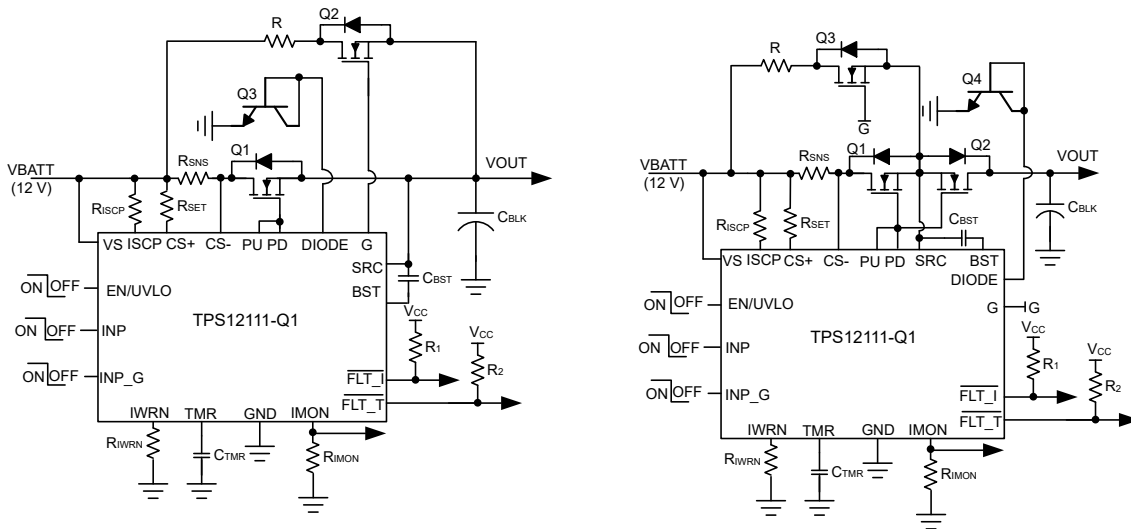 R
Q2
Q3
Q1
VBATT
(12 V)
RSNS
VOUT
RISCP
RSET
CBLK
VS
ISCP
CS+
CS-
PU
PD
DIODE
G
SRC
CBST
BST
ON
OFF
EN/UVLO
TPS12111-Q1
VCC
ON
OFF
INP
R1
VCC
R2
ON
OFF
INP_G
FLT_I
FLT_T
IWRN
TMR
GND
IMON
RIWRN
CTMR
RIMON
R
Q3
Q4
G
VBATT
(12 V)
RSNS
Q1
Q2
VOUT
RISCP
RSET
CBST
CBLK
VS
ISCP
CS+
CS-
PU
PD
SRC
BST
DIODE
ON
OFF
EN/UVLO
G
G
TPS12111-Q1
VCC
ON
OFF
INP
R1
VCC
R2
ON
OFF
INP_G
FLT_I
FLT_T
IWRN
TMR
GND
IMON
RIWRN
CTMR
RIMON